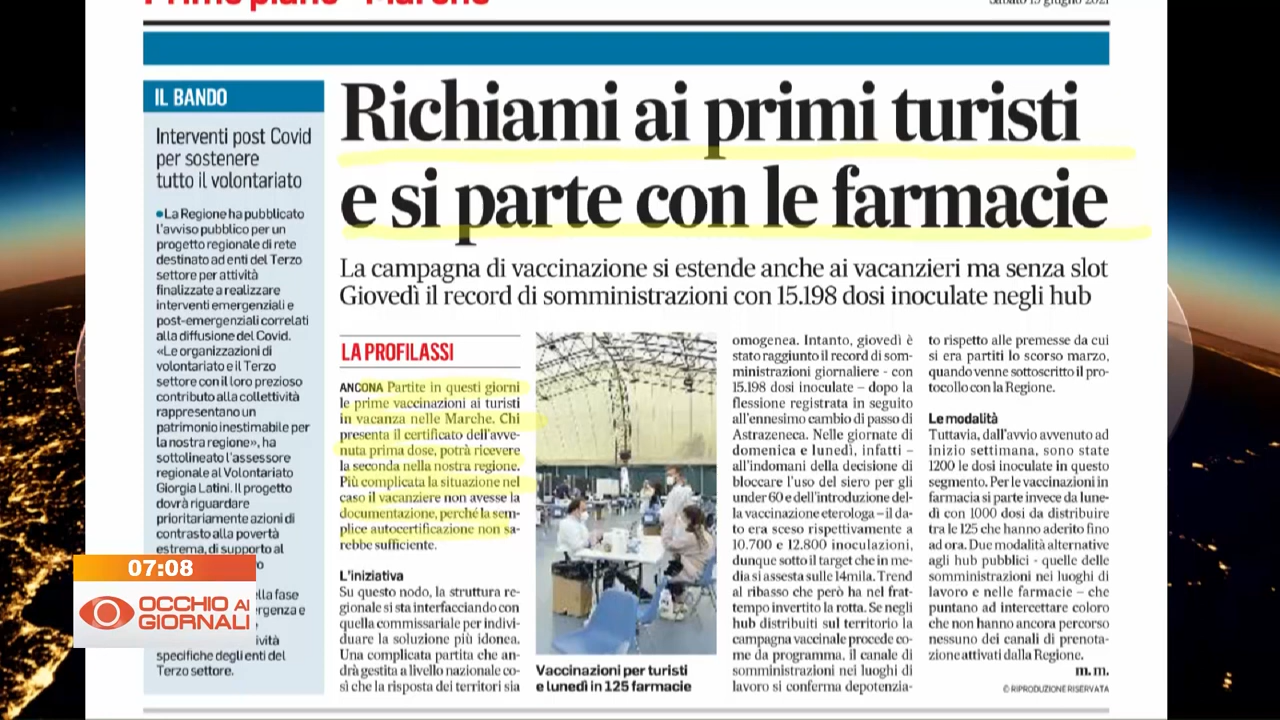 Primo piano Marche
Sabato 19 giugno 2021
IL BANDO
Interventi post Covid
per sostenere
tutto il volontariato
•La Regione ha pubblicato
l'avviso pubblico per un
progetto regionale di rete
destinato ad enti del Terzo
settore per attività
finalizzate a realizzare
interventi emergenziali e
post-emergenziali correlati
alla diffusione del Covid.
«Le organizzazioni di
volontariato e il Terzo
settore con il loro prezioso
contributo alla collettività
rappresentano un
patrimonio inestimabile per
la nostra regione», ha
sottolineato l'assessore
regionale al Volontariato
Giorgia Latini. Il progetto
dovrà riguardare
prioritariamente azioni di
contrasto alla povertà
estrema, di supporto al
fase
specifiche degli enti del
Terzo settore.
Richiami ai primi turisti
e si parte con le farmacie
La campagna di vaccinazione si estende anche ai vacanzieri ma senza slot
Giovedì il record di somministrazioni con 15.198 dosi inoculate negli hub
LA PROFILASSI
ANCONA Partite in questi giorni
le prime vaccinazioni ai turisti
in vacanza nelle Marche. Chi
presenta il certificato dell'avve-
nuta prima dose, potrà ricevere
la seconda nella nostra regione.
Più complicata la situazione nel
caso il vacanziere non avesse la
documentazione, perché la sem-
plice autocertificazione non sa-
rebbe sufficiente.
L'iniziativa
Su questo nodo, la struttura re-
gionale si sta interfacciando con
quella commissariale per indivi-
duare la soluzione più idonea.
Una complicata partita che an-
drà gestita a livello nazionale co-
sì che la risposta dei territori sia
Vaccinazioni per turisti
e lunedì in 125 farmacie
omogenea. Intanto, giovedì è
stato raggiunto il record di som-
ministrazioni giornaliere - con
15.198 dosi inoculate – dopo la
flessione registrata in seguito
all'ennesimo cambio di passo di
Astrazeneca. Nelle giornate di
domenica e lunedì, infatti –
all'indomani della decisione di
bloccare l'uso del siero per gli
under 60 e dell'introduzione del-
la vaccinazione eterologa – il da-
to era sceso rispettivamente a
10.700 e 12.800 inoculazioni,
dunque sotto il target che in me-
dia si assesta sulle 14mila. Trend
al ribasso che però ha nel frat-
tempo invertito la rotta. Se negli
hub distribuiti sul territorio la
campagna vaccinale procede co-
me da programma, il canale di
somministrazioni nei luoghi di
lavoro si conferma depotenzia-
to rispetto alle premesse da cui
si era partiti lo scorso marzo,
quando venne sottoscritto il pro-
tocollo con la Regione.
Le modalità
Tuttavia, dall'avvio avvenuto ad
inizio settimana, sono state
1200 le dosi inoculate in questo
segmento. Per le vaccinazioni in
farmacia si parte invece da lune-
dì con 1000 dosi da distribuire
tra le 125 che hanno aderito fino
ad ora. Due modalità alternative
agli hub pubblici - quelle delle
somministrazioni nei luoghi di
lavoro e nelle farmacie – che
puntano ad intercettare coloro
che non hanno ancora percorso
nessuno dei canali di prenota-
zione attivati dalla Regione.
m. m.
© RIPRODUZIONE RISERVATA
07:08
OCCHIO AI
GIORNALI